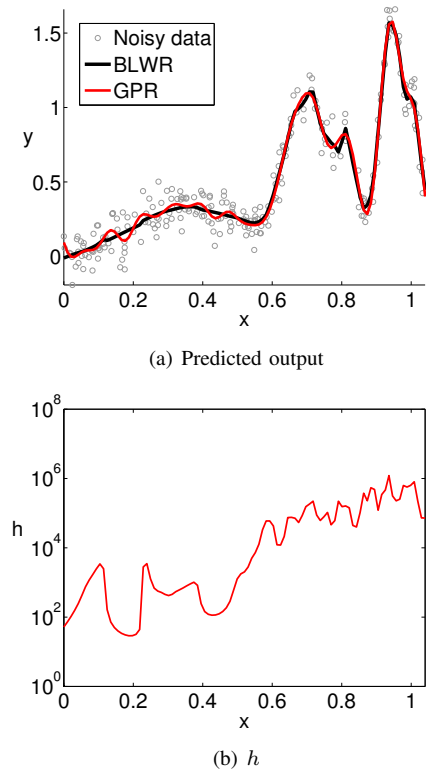 1.5
1
y
0.5
0
Noisy data
BLWR
GPR
0 0.2 0.4 0.6 0.8 1
x
(a) Predicted output
10^8
10^6
h
10^4
10^2
10^0
0 0.2 0.4 0.6 0.8 1
x
(b) h